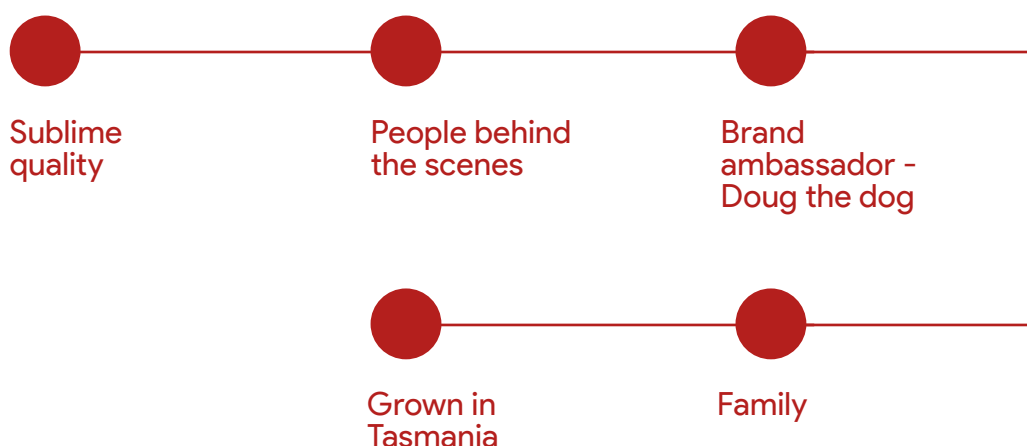 Sublime
quality
People behind
the scenes
Brand
ambassador -
Doug the dog
Grown in
Tasmania
Family